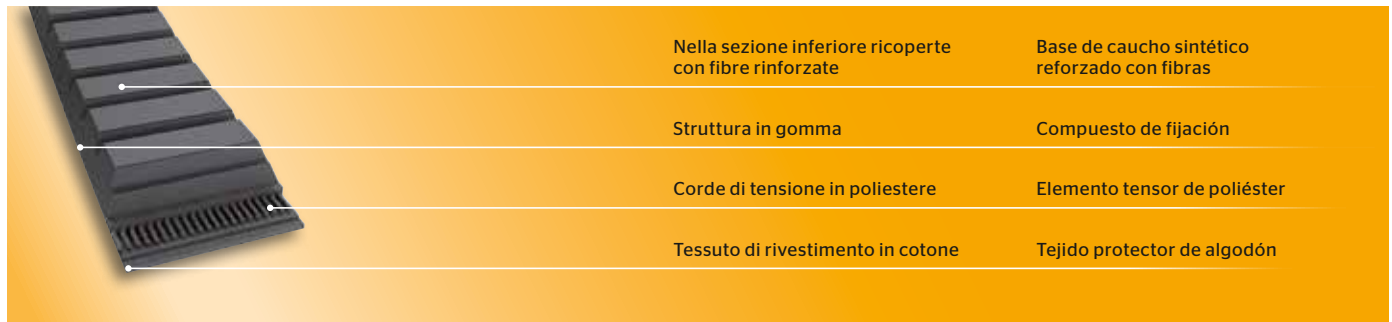 Nella sezione inferiore ricoperte
con fibre rinforzate
Base de caucho sintético
reforzado con fibras
Struttura in gomma
Compuesto de fijación
Corde di tensione in poliestere
Elemento tensor de poliéster
Tessuto di rivestimento in cotone
Tejido protector de algodón